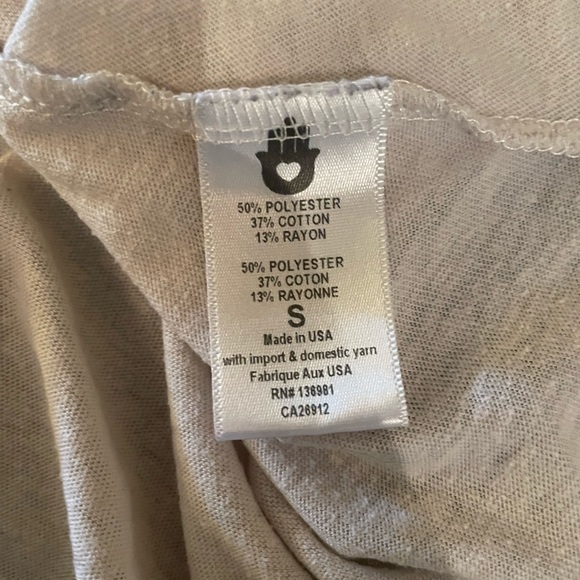 50% POLYESTER
37% COTTON
13% RAYON
50% POLYESTER
37% COTON
13% RAYONNE
S
Made in USA
with import & domestic yarn
Fabrique Aux USA
RN# 136981
CA26912